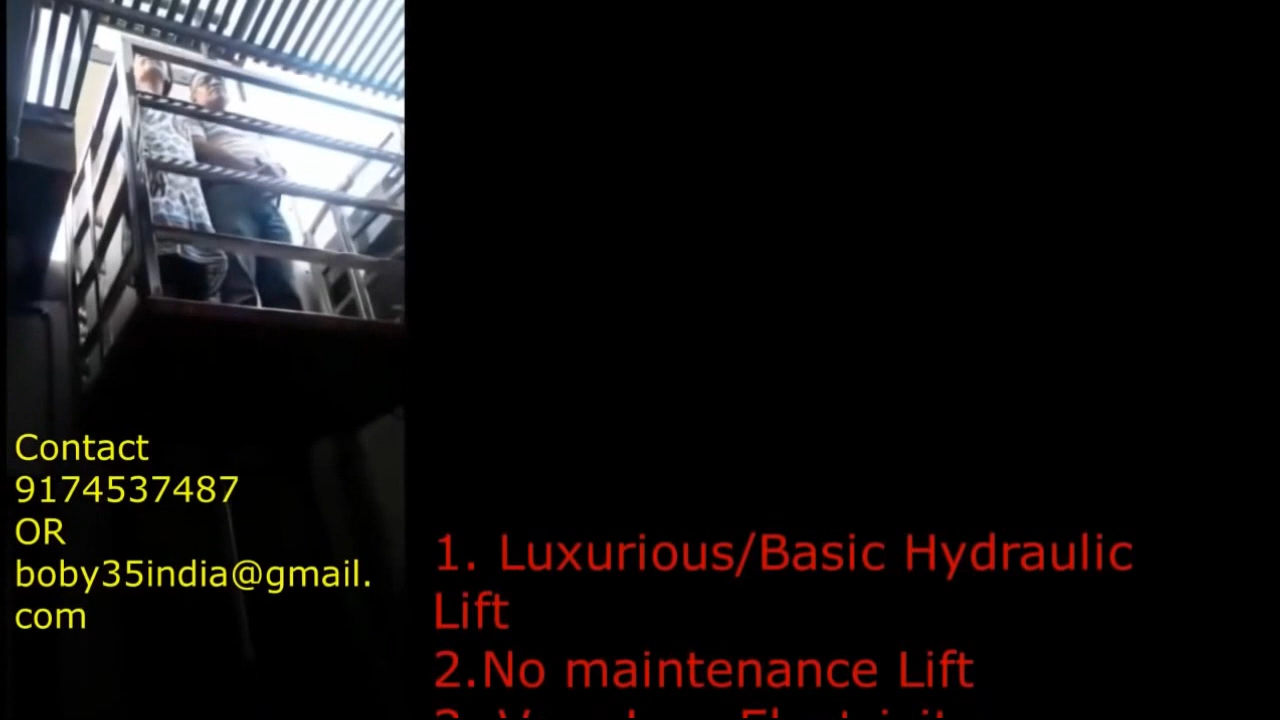 Contact
9174537487
OR
boby35india@gmail.
com
1. Luxurious/Basic Hydraulic
Lift
2.No maintenance Lift